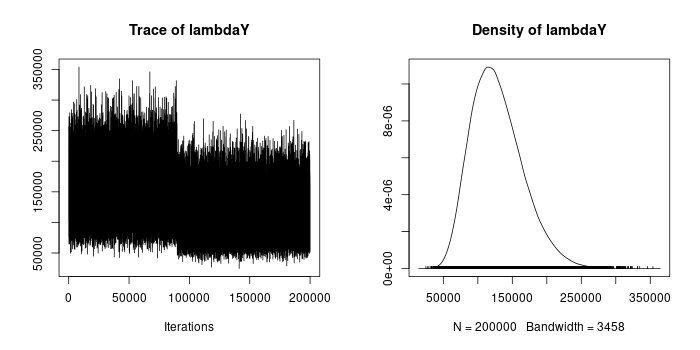 Trace of lambdaY
350000
250000
150000
50000
0 50000 100000 150000 200000
Iterations
Density of lambdaY
8e-06
4e-06
0e+00
50000 150000 250000 350000
N = 200000 Bandwidth = 3458